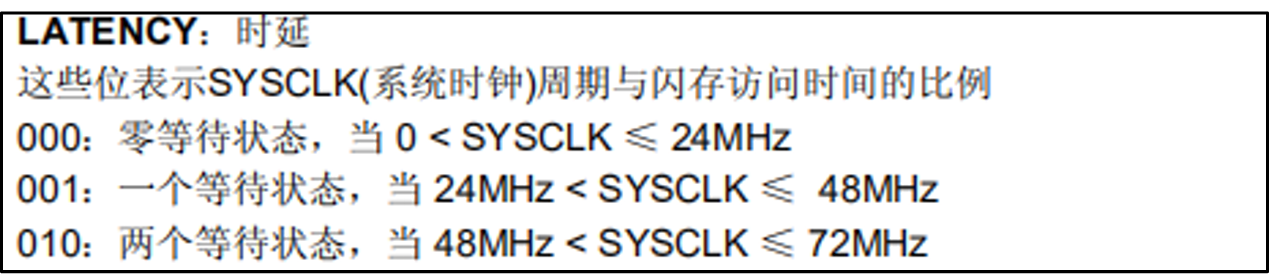 LATENCY：时延
这些位表示SYSCLK(系统时钟)周期与闪存访问时间的比例
000：零等待状态，当 0 < SYSCLK ≤ 24MHz
001：一个等待状态，当 24MHz < SYSCLK ≤ 48MHz
010：两个等待状态，当 48MHz < SYSCLK ≤ 72MHz